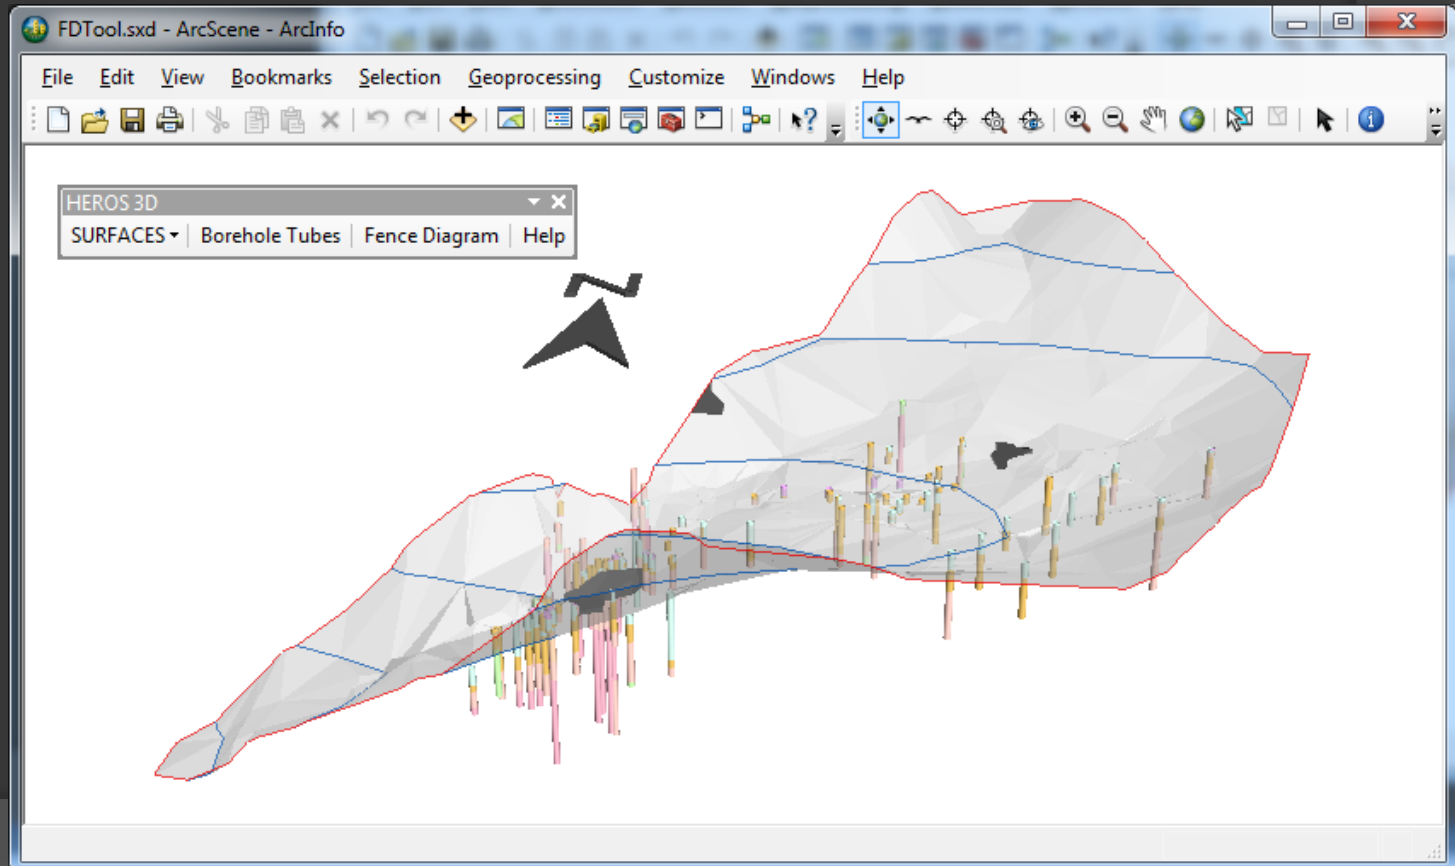 FDTool.sxd - ArcScene - ArcInfo
File Edit View Bookmarks Selection Geoprocessing Customize Windows Help
HEROS 3D
SURFACES Borehole Tubes Fence Diagram Help
N